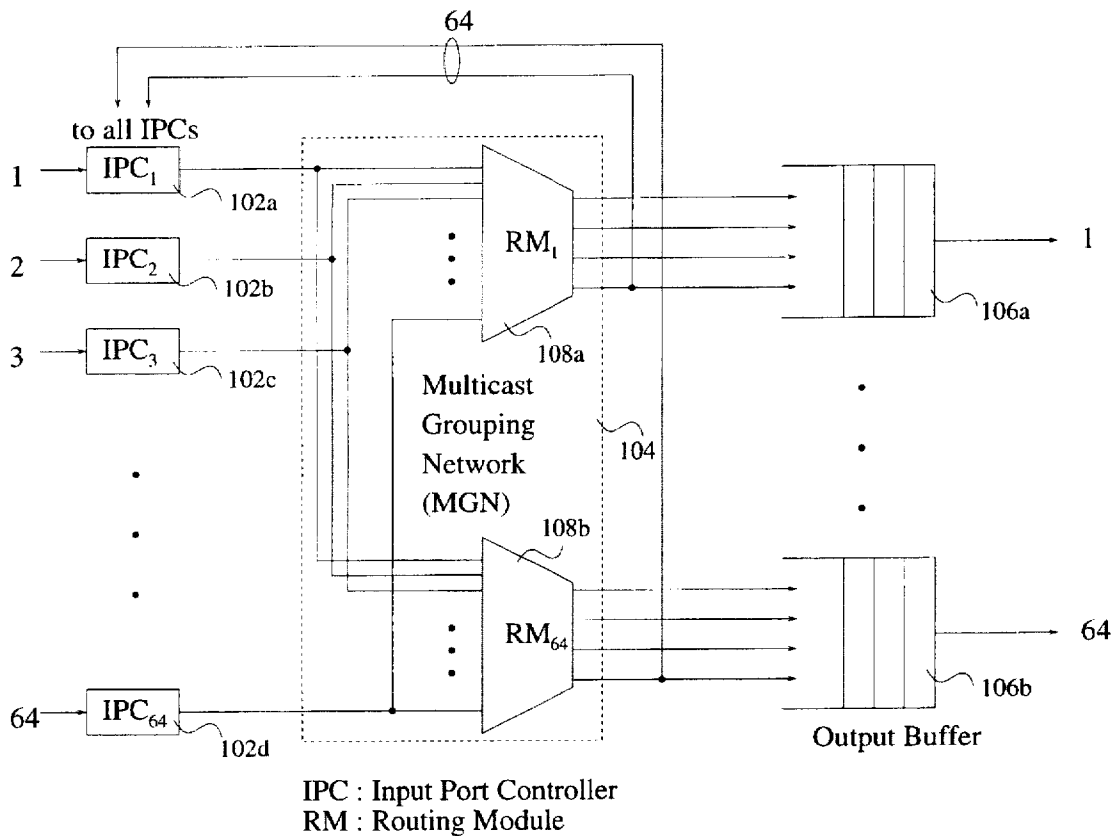 64
to all IPCs
1
IPC1
102a
RM1
1
2
IPC2
102b
106a
3
IPC3
102c
108a
Multicast
Grouping
Network
(MGN)
104
108b
RM64
64
64
IPC64
102d
106b
Output Buffer
IPC : Input Port Controller
RM : Routing Module